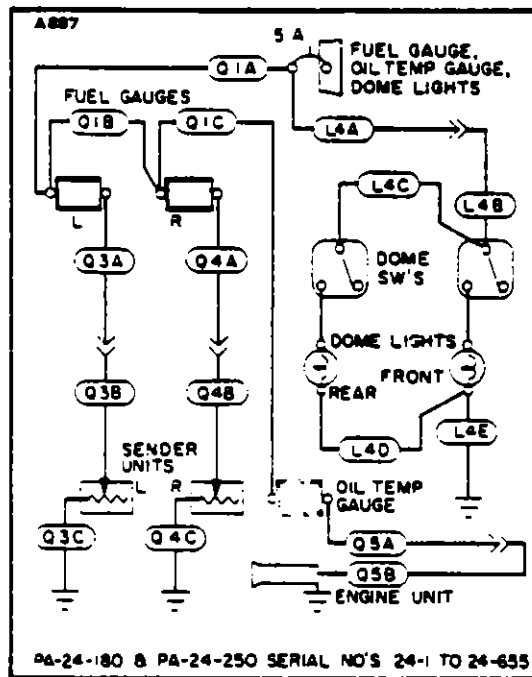 A887
5 A
FUEL GAUGE,
OIL TEMP GAUGE,
DOME LIGHTS
Q1A
FUEL GAUGES
Q1B
Q1C
L4A
L4C
L4B
L
R
Q3A
Q4A
DOME
SW'S
DOME LIGHTS
REAR
FRONT
Q3B
Q4B
L4D
L4E
SENDER
UNITS
L
R
OIL TEMP
GAUGE
Q3C
Q4C
Q5A
Q5B
ENGINE UNIT
PA-24-180 & PA-24-250 SERIAL NO'S 24-1 TO 24-655